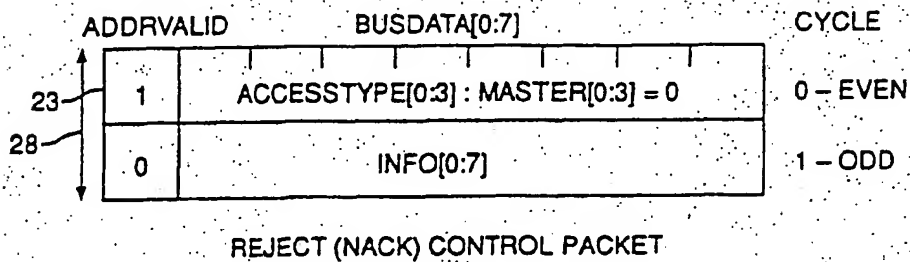 ADDRVALID BUSDATA[0:7] CYCLE
23 1 ACCESSTYPE[0:3] : MASTER[0:3] = 0 0 – EVEN
28 0 INFO[0:7] 1 – ODD
REJECT (NACK) CONTROL PACKET